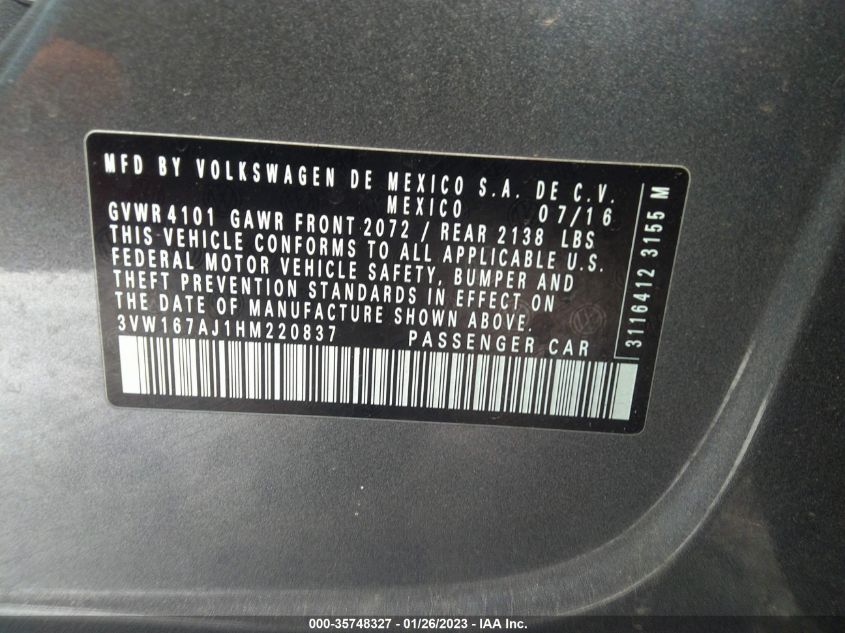 MFD BY VOLKSWAGEN DE MEXICO S.A. DE C.V.
MEXICO 07/16
GVWR4101 GAWR FRONT 2072 / REAR 2138 LBS
THIS VEHICLE CONFORMS TO ALL APPLICABLE U.S.
FEDERAL MOTOR VEHICLE SAFETY, BUMPER AND
THEFT PREVENTION STANDARDS IN EFFECT ON
THE DATE OF MANUFACTURE SHOWN ABOVE.
3VW167AJ1HM220837 PASSENGER CAR
3116412 3155 M
000-35748327 - 01/26/2023 - IAA Inc.